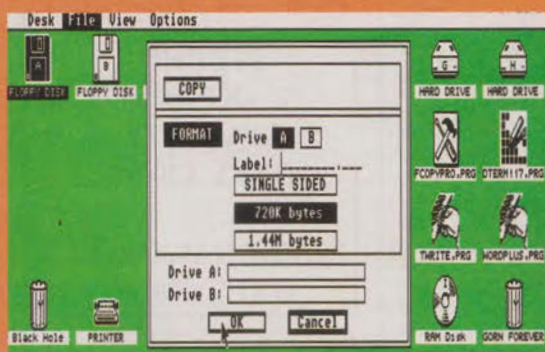 Desk File View Options
A
B
G
H
FLOPPY DISK
FLOPPY DISK
HARD DRIVE
HARD DRIVE
COPY
FORMAT Drive A B
Label: ________.___
SINGLE SIDED
720K bytes
1.44M bytes
FCOPYPRO.PRG
DTERM117.PRG
TWRITE.PRG
WORDPLUS.PRG
Drive A:
Drive B:
OK Cancel
Black Hole
PRINTER
RAM Disk
GORN FOREVER